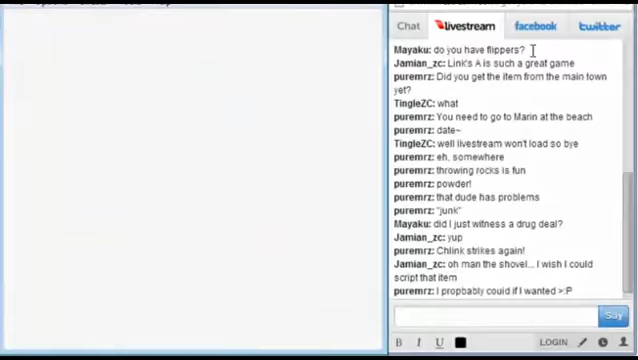 Chat livestream facebook twitter
Mayaku: do you have flippers?
Jamian_zc: Link's A is such a great game
puremrz: Did you get the item from the main town
yet?
TingleZC: what
puremrz: You need to go to Marin at the beach
puremrz: date~
TingleZC: well livestream won't load so bye
puremrz: eh, somewhere
puremrz: throwing rocks is fun
puremrz: powder!
puremrz: that dude has problems
puremrz: "junk"
Mayaku: did I just witness a drug deal?
Jamian_zc: yup
puremrz: Chlink strikes again!
Jamian_zc: oh man the shovel... I wish I could
script that item
puremrz: I propbably could if I wanted >:P
Say
B I U LOGIN